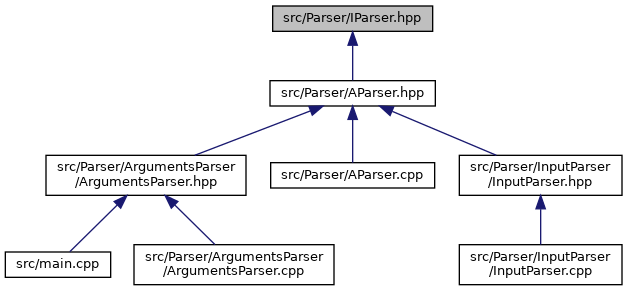 src/Parser/IParser.hpp
src/Parser/AParser.hpp
src/Parser/ArgumentsParser
/ArgumentsParser.hpp
src/Parser/AParser.cpp
src/Parser/InputParser
/InputParser.hpp
src/main.cpp
src/Parser/ArgumentsParser
/ArgumentsParser.cpp
src/Parser/InputParser
/InputParser.cpp